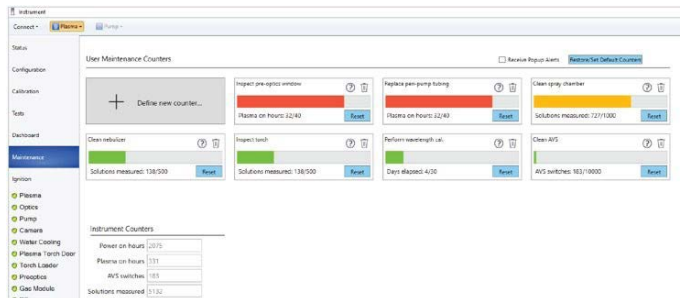 Instrument
Connect Plasma Pump
Status
Configuration
Calibration
Tests
Dashboard
Maintenance
Ignition
Plasma
Optics
Pump
Camera
Water Cooling
Plasma Torch Door
Torch Loader
Preoptics
Gas Module
User Maintenance Counters
Receive Popup Alerts
Restore/Set Default Counters
Define new counter...
Inspect pre-optics window
Plasma on hours: 32/40
Reset
Replace peri-pump tubing
Plasma on hours: 32/40
Reset
Clean spray chamber
Solutions measured: 727/1000
Reset
Clean nebulizer
Solutions measured: 138/500
Reset
Inspect torch
Solutions measured: 138/500
Reset
Perform wavelength cal.
Days elapsed: 4/30
Reset
Clean AVS
AVS switches: 183/10000
Reset
Instrument Counters
Power on hours 2075
Plasma on hours 331
AVS switches 183
Solutions measured 5132